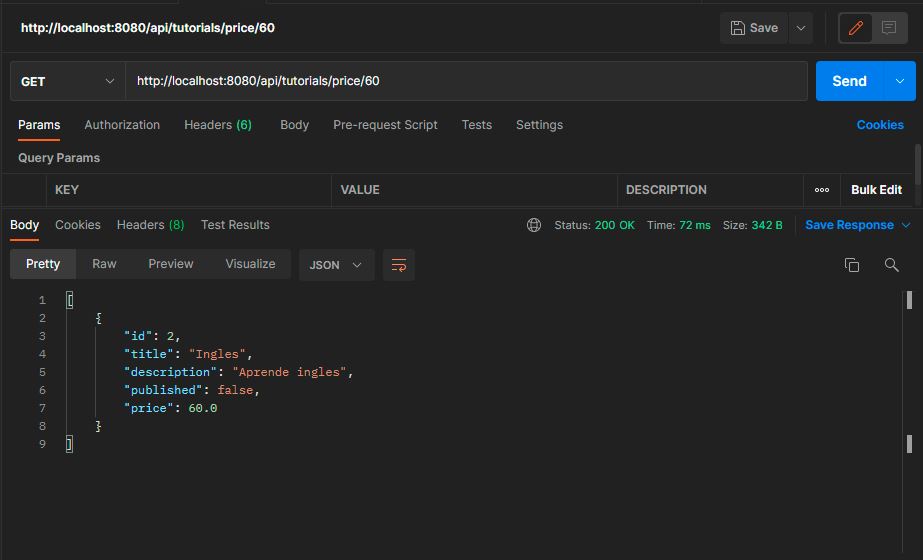 http://localhost:8080/api/tutorials/price/60 Save
GET http://localhost:8080/api/tutorials/price/60 Send
Params Authorization Headers (6) Body Pre-request Script Tests Settings Cookies
Query Params
KEY VALUE DESCRIPTION ooo Bulk Edit
Body Cookies Headers (8) Test Results Status: 200 OK Time: 72 ms Size: 342 B Save Response
Pretty Raw Preview Visualize JSON
1 [
2 {
3 "id": 2,
4 "title": "Ingles",
5 "description": "Aprende ingles",
6 "published": false,
7 "price": 60.0
8 }
9 ]